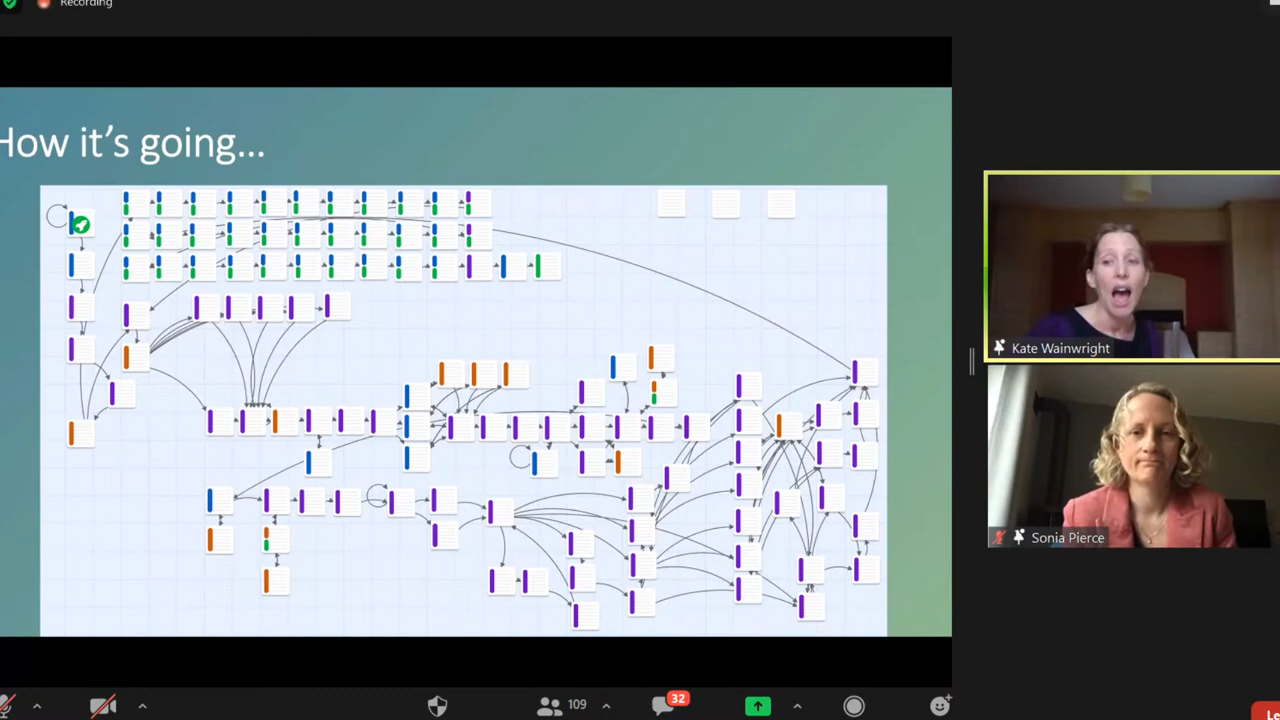 Recording
How it's going...
Kate Wainwright
Sonia Pierce
109
32